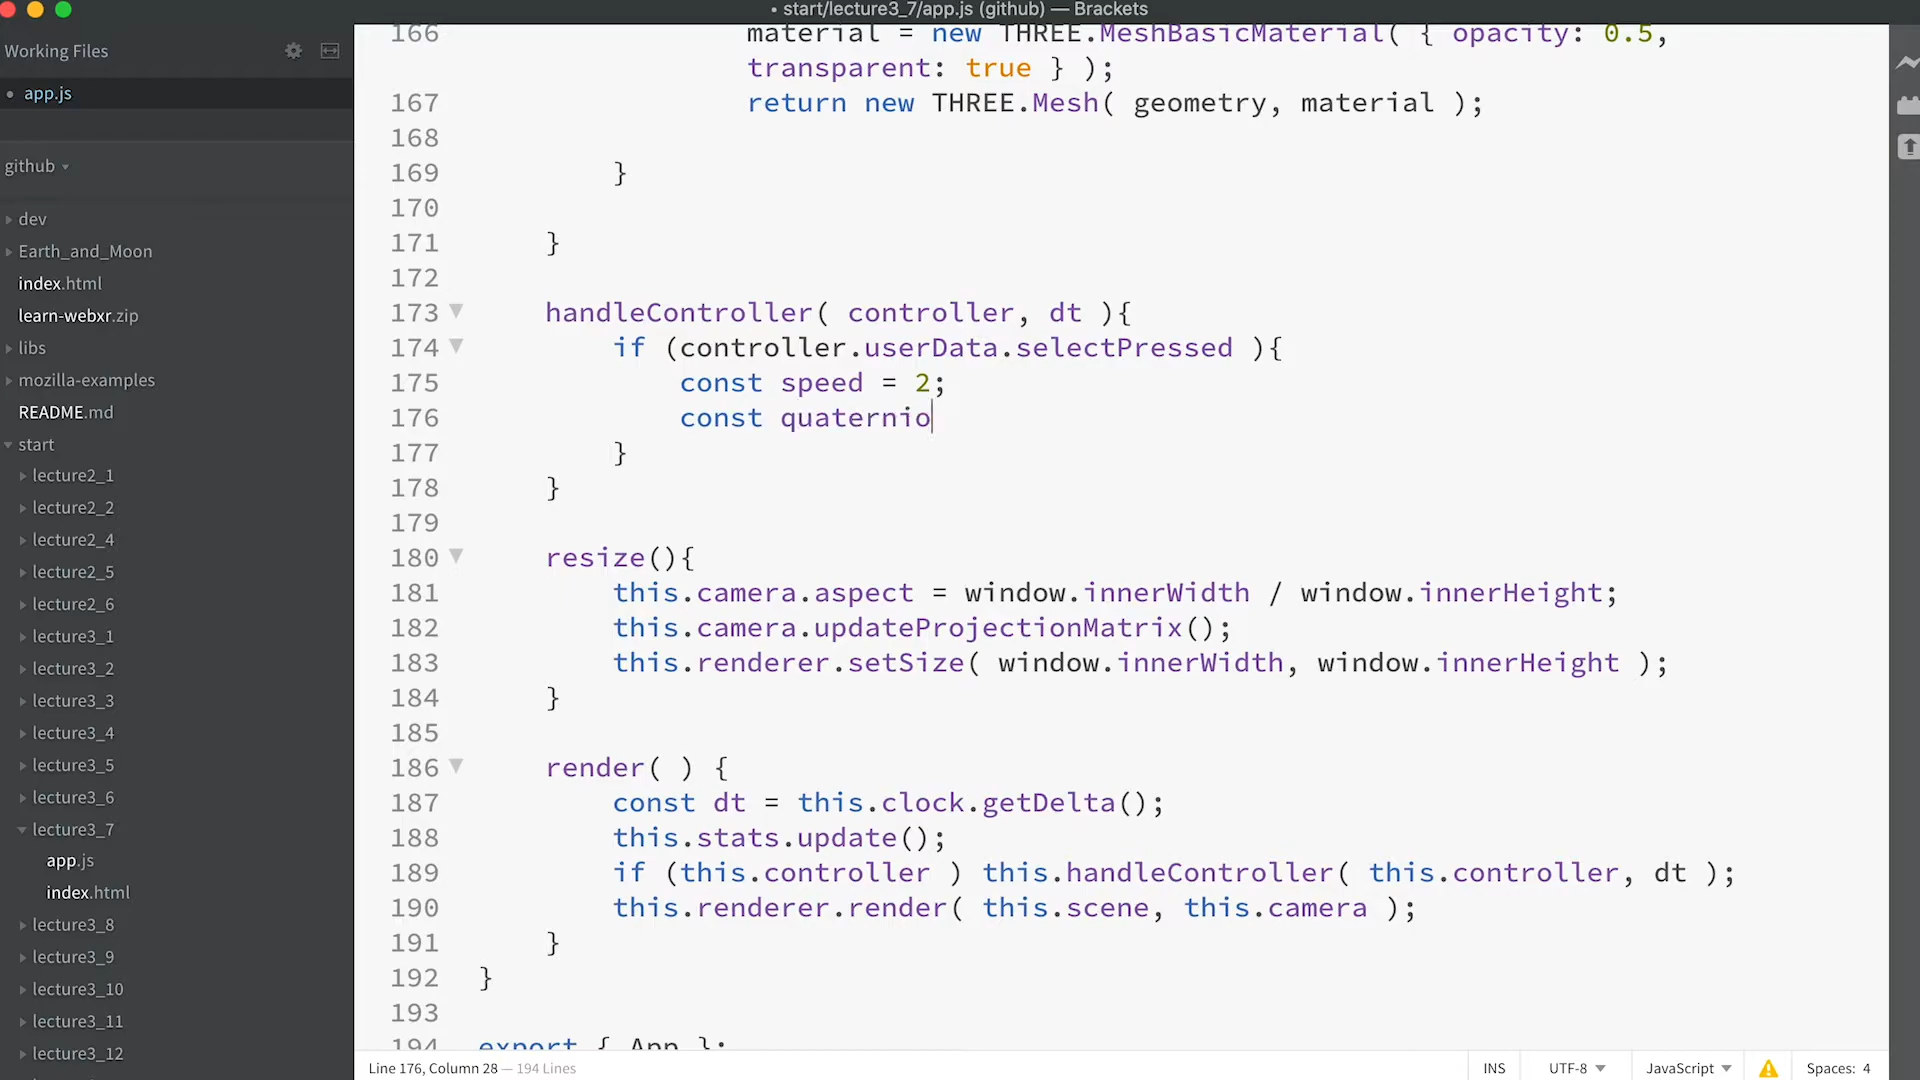 • start/lecture3_7/app.js (github) — Brackets
Working Files
• app.js
github
dev
Earth_and_Moon
index.html
learn-webxr.zip
libs
mozilla-examples
README.md
start
lecture2_1
lecture2_2
lecture2_4
lecture2_5
lecture2_6
lecture3_1
lecture3_2
lecture3_3
lecture3_4
lecture3_5
lecture3_6
lecture3_7
app.js
index.html
lecture3_8
lecture3_9
lecture3_10
lecture3_11
lecture3_12
166 material = new THREE.MeshBasicMaterial( { opacity: 0.5,
transparent: true } );
167 return new THREE.Mesh( geometry, material );
168
169 }
170
171 }
172
173 handleController( controller, dt ){
174 if (controller.userData.selectPressed ){
175 const speed = 2;
176 const quaternio
177 }
178 }
179
180 resize(){
181 this.camera.aspect = window.innerWidth / window.innerHeight;
182 this.camera.updateProjectionMatrix();
183 this.renderer.setSize( window.innerWidth, window.innerHeight );
184 }
185
186 render( ) {
187 const dt = this.clock.getDelta();
188 this.stats.update();
189 if (this.controller ) this.handleController( this.controller, dt );
190 this.renderer.render( this.scene, this.camera );
191 }
192 }
193
194 export { App };
Line 176, Column 28 — 194 Lines
INS
UTF-8
JavaScript
Spaces: 4